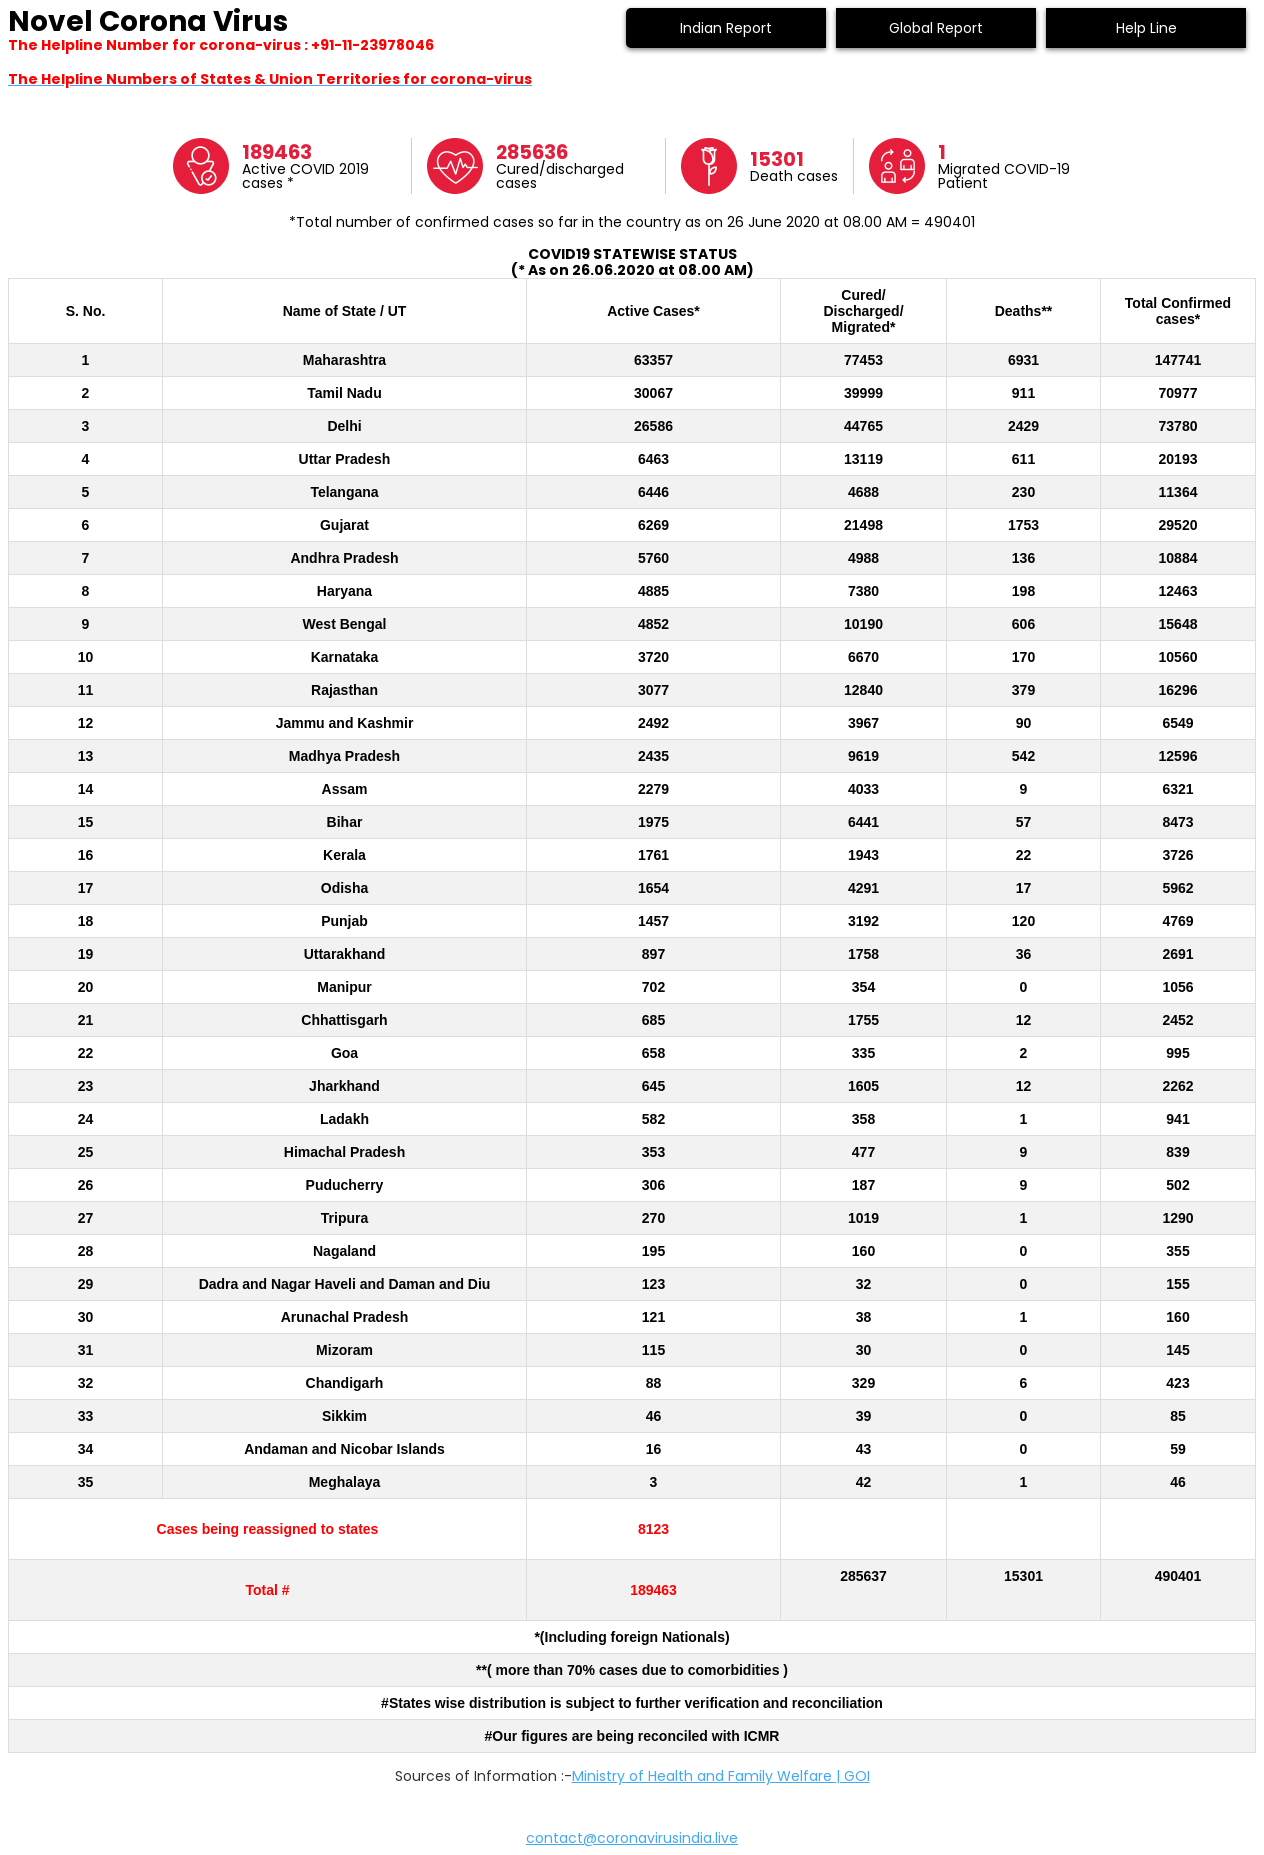 Novel Corona Virus
The Helpline Number for corona-virus : +91-11-23978046
The Helpline Numbers of States & Union Territories for corona-virus
Indian Report
Global Report
Help Line
189463
Active COVID 2019
cases *
285636
Cured/discharged
cases
15301
Death cases
1
Migrated COVID-19
Patient
*Total number of confirmed cases so far in the country as on 26 June 2020 at 08.00 AM = 490401
COVID19 STATEWISE STATUS
(* As on 26.06.2020 at 08.00 AM)
S. No. Name of State / UT Active Cases* Cured/ Discharged/ Migrated* Deaths** Total Confirmed cases*
1 Maharashtra 63357 77453 6931 147741
2 Tamil Nadu 30067 39999 911 70977
3 Delhi 26586 44765 2429 73780
4 Uttar Pradesh 6463 13119 611 20193
5 Telangana 6446 4688 230 11364
6 Gujarat 6269 21498 1753 29520
7 Andhra Pradesh 5760 4988 136 10884
8 Haryana 4885 7380 198 12463
9 West Bengal 4852 10190 606 15648
10 Karnataka 3720 6670 170 10560
11 Rajasthan 3077 12840 379 16296
12 Jammu and Kashmir 2492 3967 90 6549
13 Madhya Pradesh 2435 9619 542 12596
14 Assam 2279 4033 9 6321
15 Bihar 1975 6441 57 8473
16 Kerala 1761 1943 22 3726
17 Odisha 1654 4291 17 5962
18 Punjab 1457 3192 120 4769
19 Uttarakhand 897 1758 36 2691
20 Manipur 702 354 0 1056
21 Chhattisgarh 685 1755 12 2452
22 Goa 658 335 2 995
23 Jharkhand 645 1605 12 2262
24 Ladakh 582 358 1 941
25 Himachal Pradesh 353 477 9 839
26 Puducherry 306 187 9 502
27 Tripura 270 1019 1 1290
28 Nagaland 195 160 0 355
29 Dadra and Nagar Haveli and Daman and Diu 123 32 0 155
30 Arunachal Pradesh 121 38 1 160
31 Mizoram 115 30 0 145
32 Chandigarh 88 329 6 423
33 Sikkim 46 39 0 85
34 Andaman and Nicobar Islands 16 43 0 59
35 Meghalaya 3 42 1 46
Cases being reassigned to states 8123
Total # 189463 285637 15301 490401
*(Including foreign Nationals)
**( more than 70% cases due to comorbidities )
#States wise distribution is subject to further verification and reconciliation
#Our figures are being reconciled with ICMR
Sources of Information :-Ministry of Health and Family Welfare | GOI
contact@coronavirusindia.live